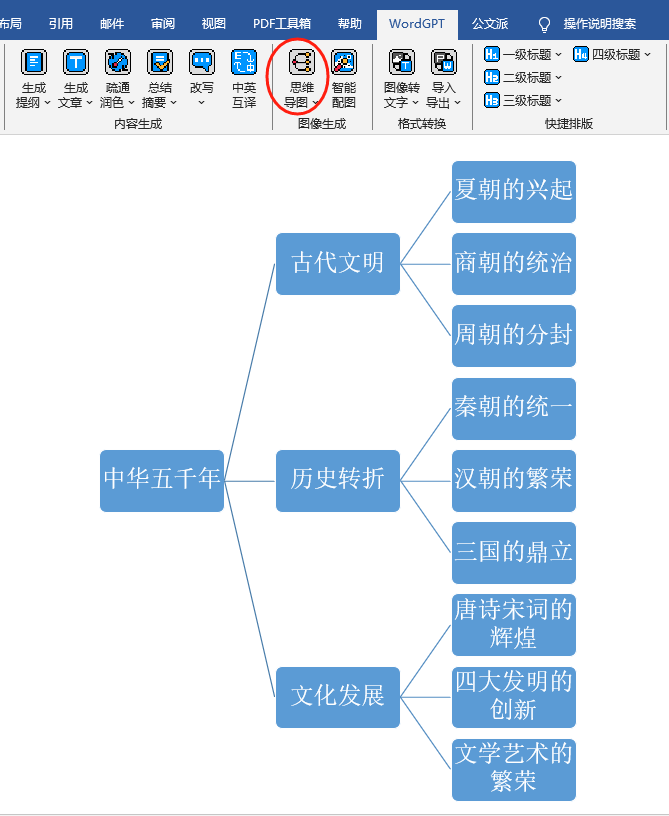 布局 引用 邮件 审阅 视图 PDF工具箱 帮助 WordGPT 公文派 操作说明搜索
生成提纲 生成文章 疏通润色 总结摘要 改写 中英互译 思维导图 智能配图 图像转文字 导入导出 H1 一级标题 H4 四级标题
H2 二级标题
H3 三级标题
内容生成 图像生成 格式转换 快捷排版
夏朝的兴起
古代文明
商朝的统治
周朝的分封
秦朝的统一
中华五千年
历史转折
汉朝的繁荣
三国的鼎立
唐诗宋词的
辉煌
文化发展
四大发明的
创新
文学艺术的
繁荣